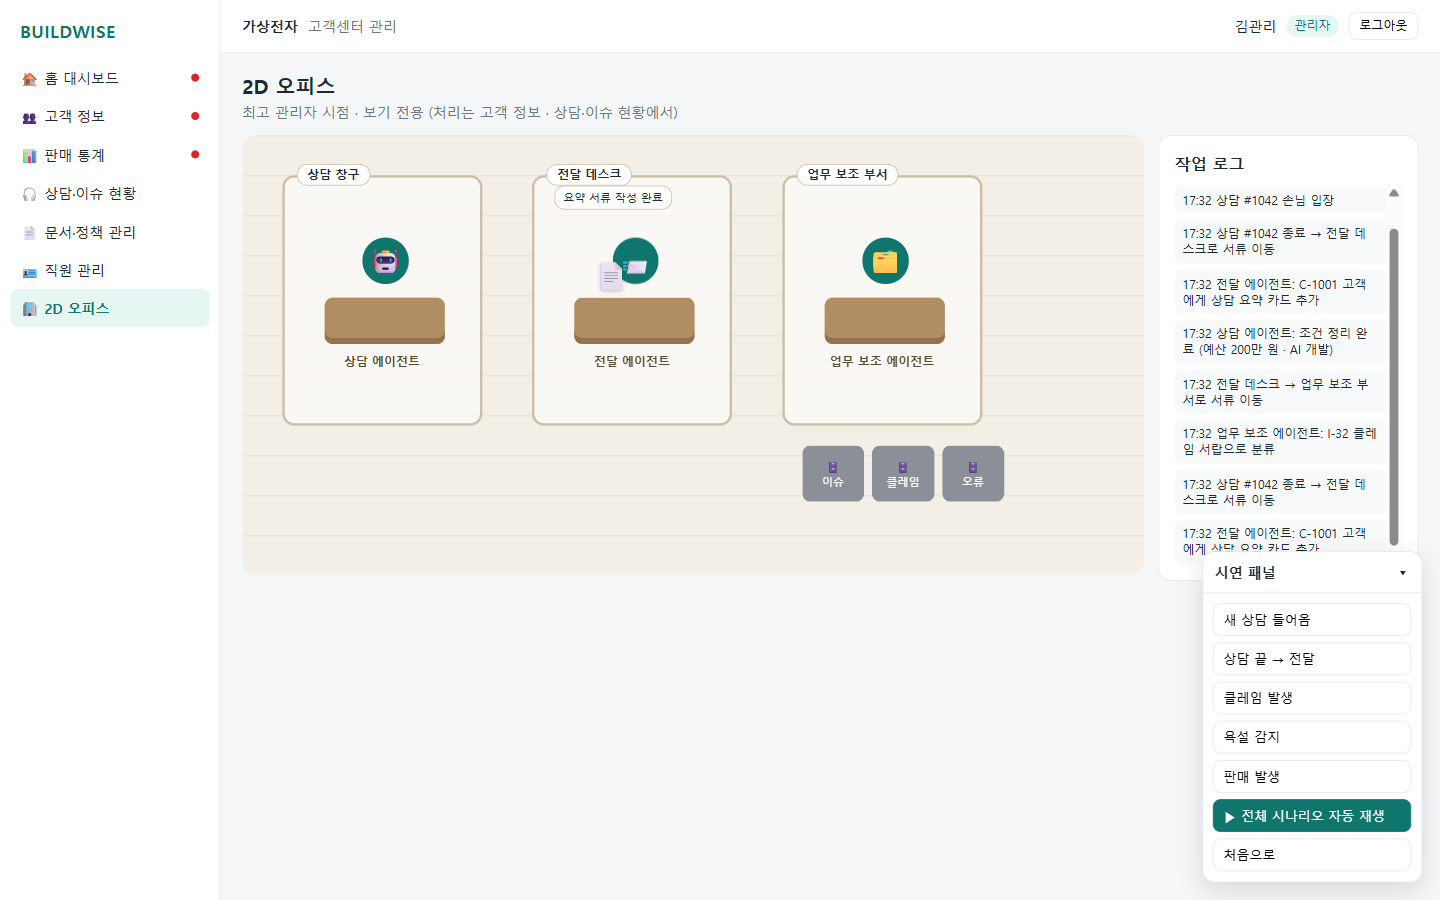 BUILDWISE
홈 대시보드
고객 정보
판매 통계
상담·이슈 현황
문서·정책 관리
직원 관리
2D 오피스
가상전자 고객센터 관리
김관리 관리자 로그아웃
2D 오피스
최고 관리자 시점 · 보기 전용 (처리는 고객 정보 · 상담·이슈 현황에서)
상담 창구
전달 데스크
업무 보조 부서
요약 서류 작성 완료
상담 에이전트
전달 에이전트
업무 보조 에이전트
이슈
클레임
오류
작업 로그
17:32 상담 #1042 손님 입장
17:32 상담 #1042 종료 → 전달 데
스크로 서류 이동
17:32 전달 에이전트: C-1001 고객
에게 상담 요약 카드 추가
17:32 상담 에이전트: 조건 정리 완
료 (예산 200만 원 · AI 개발)
17:32 전달 데스크 → 업무 보조 부
서로 서류 이동
17:32 업무 보조 에이전트: I-32 클레
임 서랍으로 분류
17:32 상담 #1042 종료 → 전달 데
스크로 서류 이동
17:32 전달 에이전트: C-1001 고객
에게 상담 요약 카드 추가
시연 패널 ▼
새 상담 들어옴
상담 끝 → 전달
클레임 발생
욕설 감지
판매 발생
▶ 전체 시나리오 자동 재생
처음으로